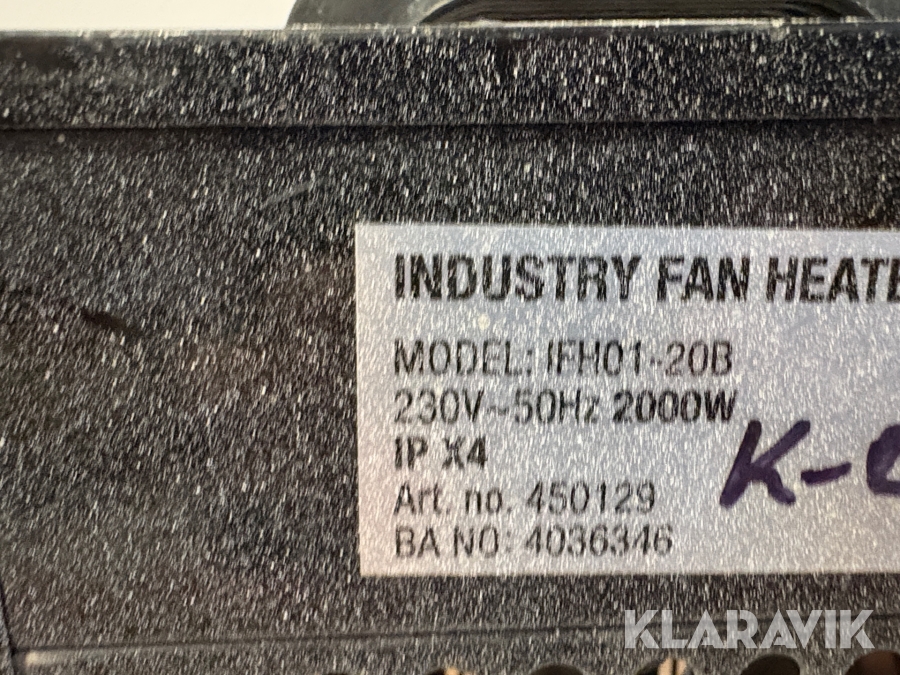 INDUSTRY FAN HEATE
MODEL: IFH01-20B
230V~50Hz 2000W
IP X4
K-
Art. no. 450129
BA NO: 4036346
KLARAVIK